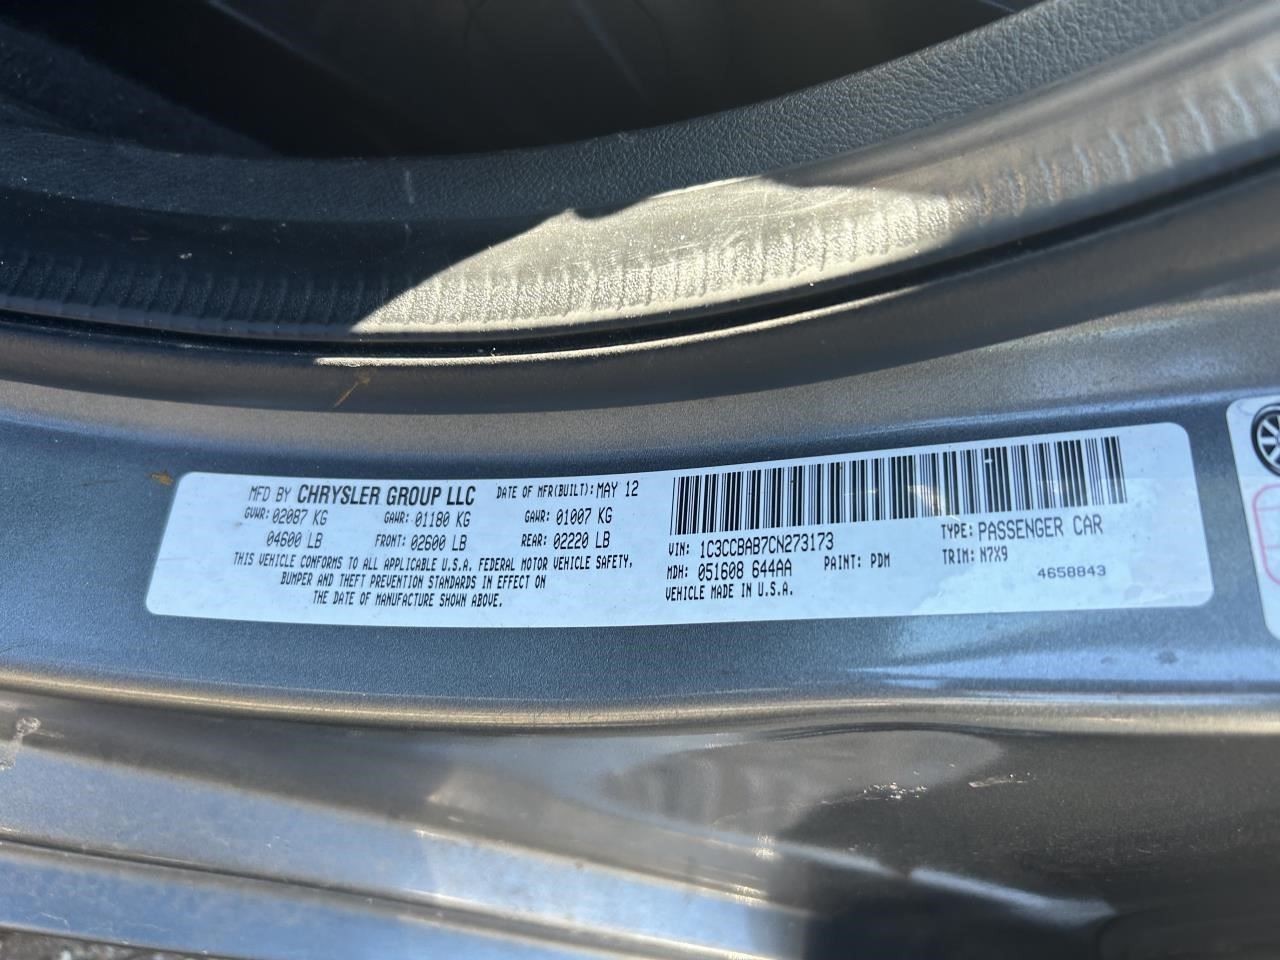 MFD BY CHRYSLER GROUP LLC DATE OF MFR(BUILT): MAY 12
GVWR: 02087 KG GAWR: 01180 KG GAWR: 01007 KG
04600 LB FRONT: 02600 LB REAR: 02220 LB
THIS VEHICLE CONFORMS TO ALL APPLICABLE U.S.A. FEDERAL MOTOR VEHICLE SAFETY,
BUMPER AND THEFT PREVENTION STANDARDS IN EFFECT ON
THE DATE OF MANUFACTURE SHOWN ABOVE.
VIN: 1C3CCBAB7CN273173 TYPE: PASSENGER CAR
MDH: 051608 644AA PAINT: PDM TRIM: N7X9
VEHICLE MADE IN U.S.A. 4658843